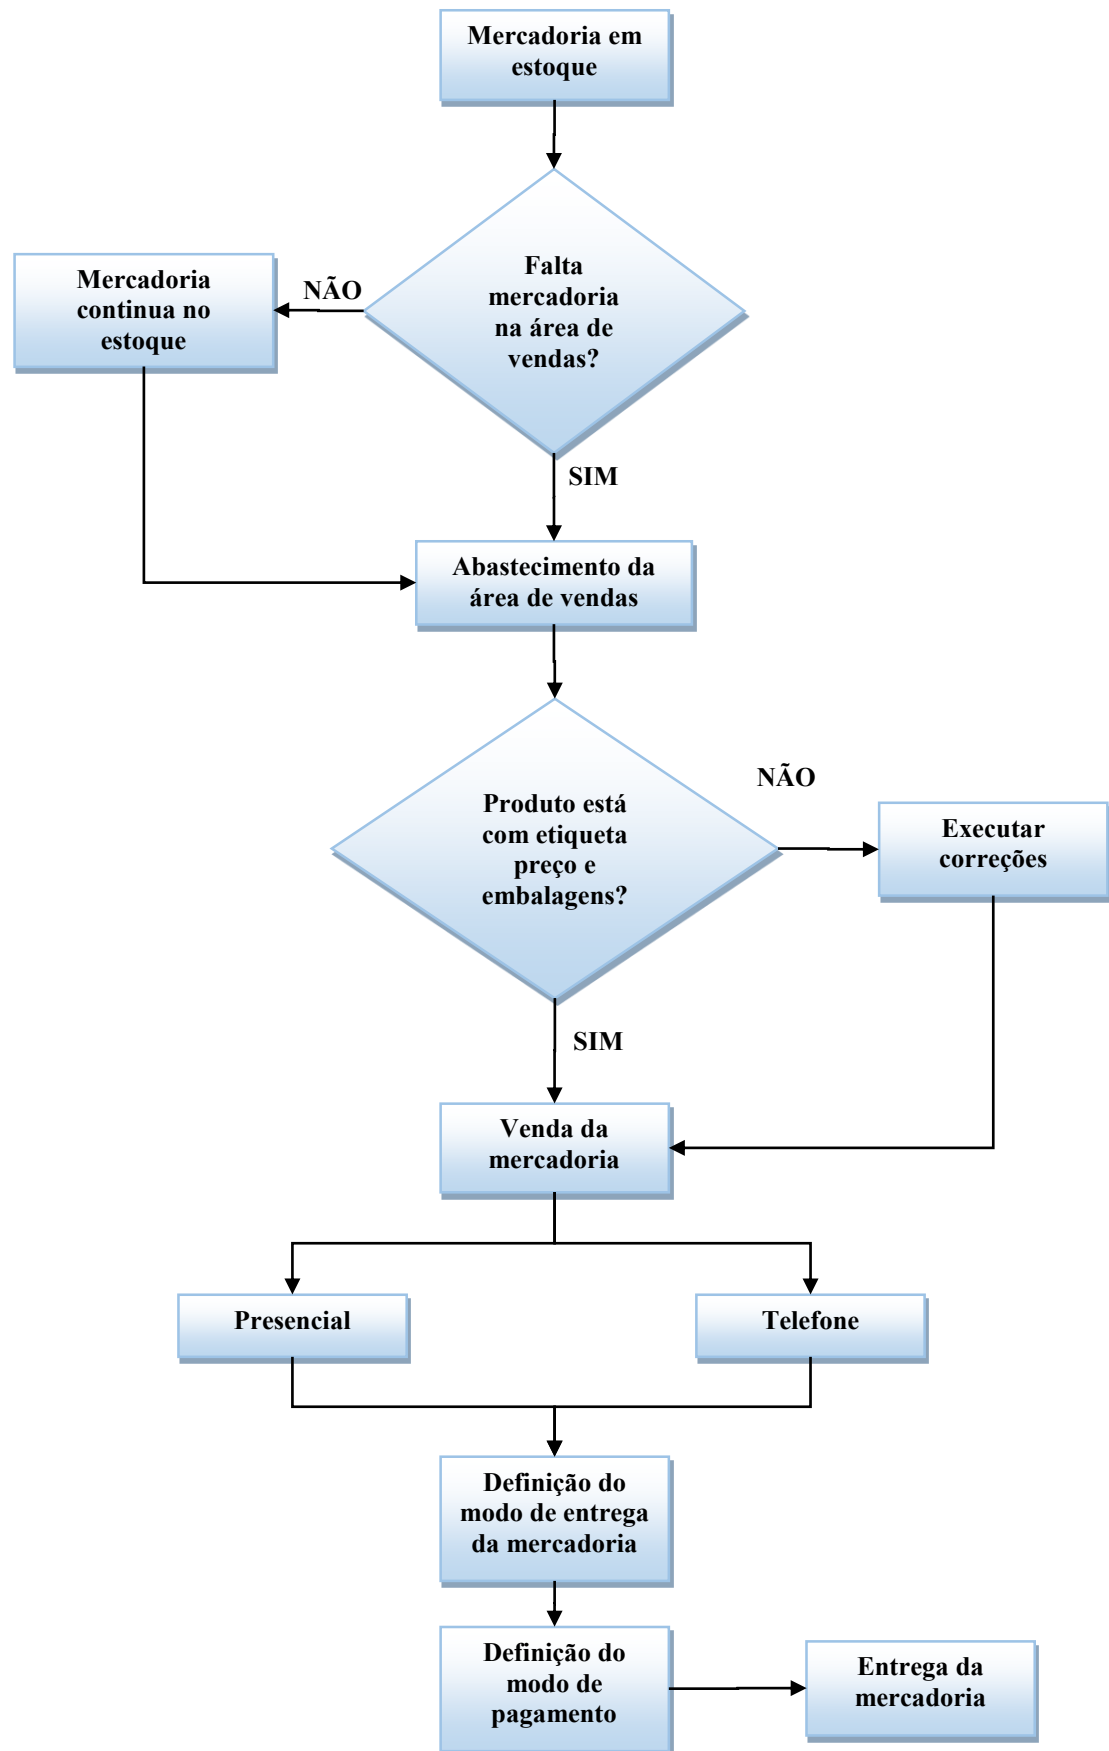 Mercadoria em
estoque
Falta
mercadoria
na área de
vendas?
NÃO
Mercadoria
continua no
estoque
SIM
Abastecimento da
área de vendas
Produto está
com etiqueta
preço e
embalagens?
NÃO
Executar
correções
SIM
Venda da
mercadoria
Presencial
Telefone
Definição do
modo de entrega
da mercadoria
Definição do
modo de
pagamento
Entrega da
mercadoria